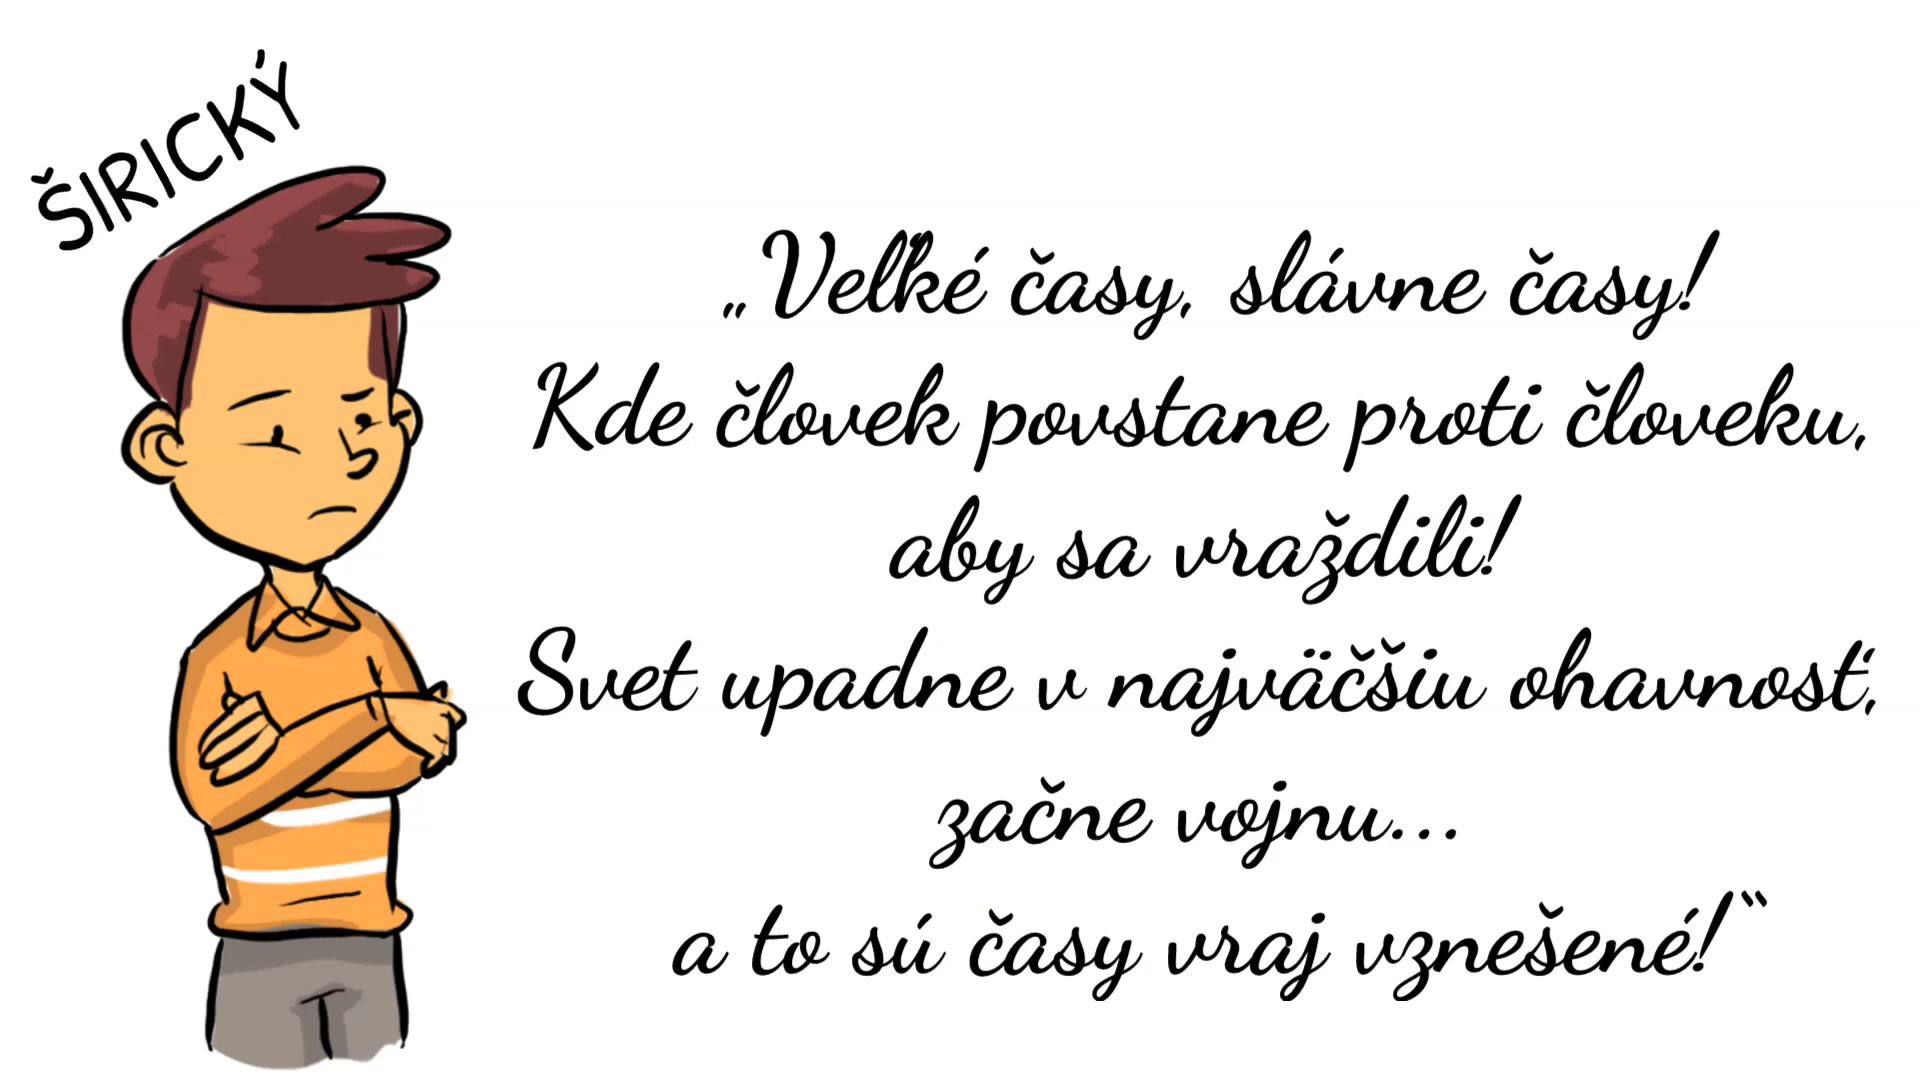 ŠIRICKÝ
„Veľké časy, slávne časy!
Kde človek povstane proti človeku,
aby sa vraždili!
Svet upadne v najväčšiu ohavnosť,
začne vojnu...
a to sú časy vraj vznešené!“